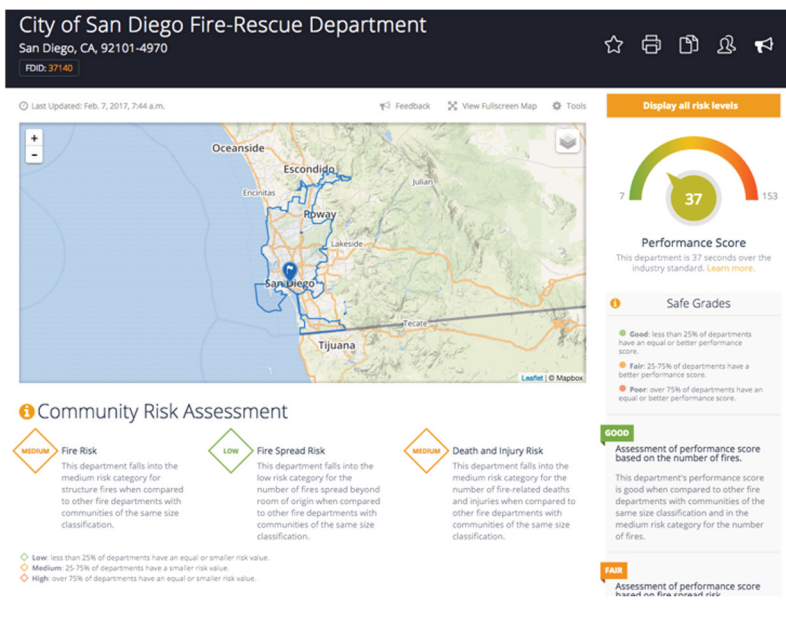 City of San Diego Fire-Rescue Department
San Diego, CA, 92101-4970
FDID: 37140
Last Updated: Feb. 7, 2017, 7:44 a.m.
Feedback
View Fullscreen Map
Tools
Display all risk levels
+
-
Oceanside
Escondido
Encinitas
Julian
Poway
Lakeside
San Diego
Tecate
Tijuana
1
Leaflet | © Mapbox
7
37
153
Performance Score
This department is 37 seconds over the
industry standard. Learn more.
Safe Grades
Good: less than 25% of departments
have an equal or better performance
score.
Fair: 25-75% of departments have a
better performance score.
Poor: over 75% of departments have an
equal or better performance score.
Community Risk Assessment
MEDIUM
Fire Risk
This department falls into the
medium risk category for
structure fires when compared
to other fire departments with
communities of the same size
classification.
LOW
Fire Spread Risk
This department falls into the
low risk category for the
number of fires spread beyond
room of origin when compared
to other fire departments with
communities of the same size
classification.
MEDIUM
Death and Injury Risk
This department falls into the
medium risk category for the
number of fire-related deaths
and injuries when compared to
other fire departments with
communities of the same size
classification.
Low: less than 25% of departments have an equal or smaller risk value.
Medium: 25-75% of departments have a smaller risk value.
High: over 75% of departments have an equal or smaller risk value.
GOOD
Assessment of performance score
based on the number of fires.
This department's performance score
is good when compared to other fire
departments with communities of the
same size classification and in the
medium risk category for the number
of fires.
FAIR
Assessment of performance score
based on fire spread risk